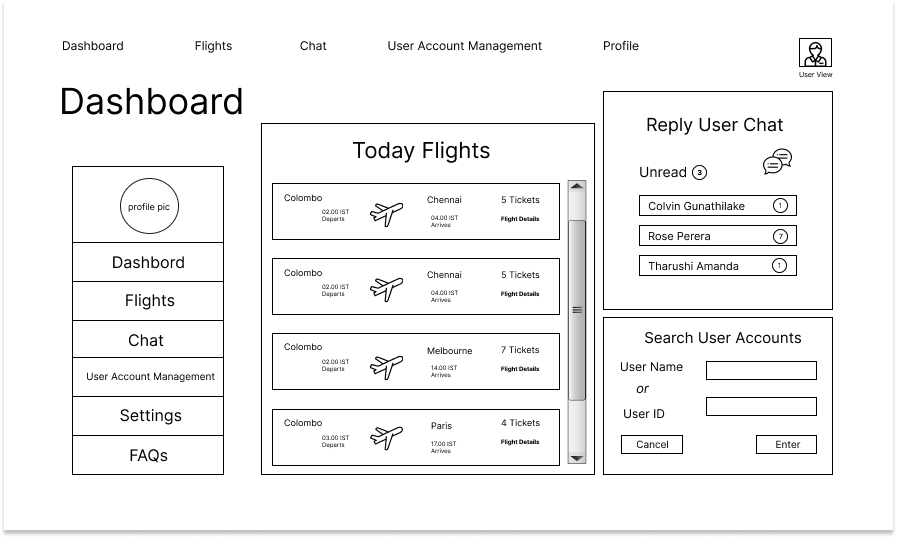 Dashboard
Flights
Chat
User Account Management
Profile
User View
Dashboard
profile pic
Dashbord
Flights
Chat
User Account Management
Settings
FAQs
Today Flights
Colombo
02.00 IST
Departs
Chennai
04.00 IST
Arrives
5 Tickets
Flight Details
Colombo
02.00 IST
Departs
Chennai
04.00 IST
Arrives
5 Tickets
Flight Details
Colombo
02.00 IST
Departs
Melbourne
14.00 IST
Arrives
7 Tickets
Flight Details
Colombo
03.00 IST
Departs
Paris
17.00 IST
Arrives
4 Tickets
Flight Details
Reply User Chat
Unread 3
Colvin Gunathilake 1
Rose Perera 7
Tharushi Amanda 1
Search User Accounts
User Name
or
User ID
Cancel
Enter